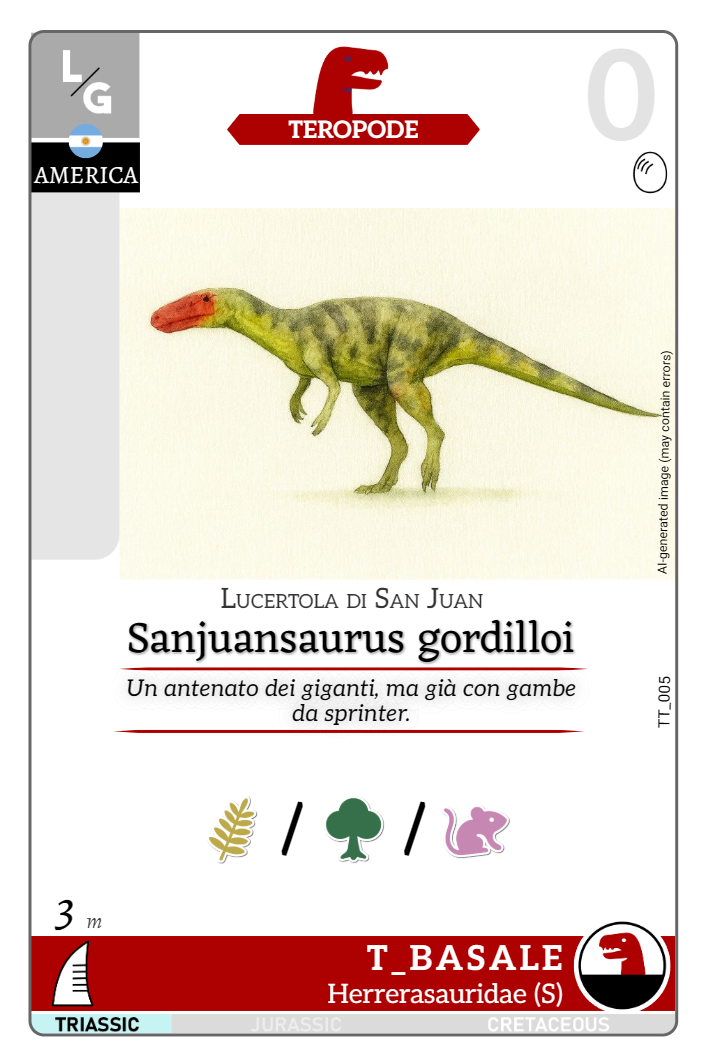 L/G
AMERICA
TEROPODE
0
AI-generated image (may contain errors)
Lucertola di San Juan
Sanjuansaurus gordilloi
Un antenato dei giganti, ma già con gambe
da sprinter.
TT_005
/ /
3 m
T_BASALE
Herrerasauridae (S)
TRIASSIC JURASSIC CRETACEOUS